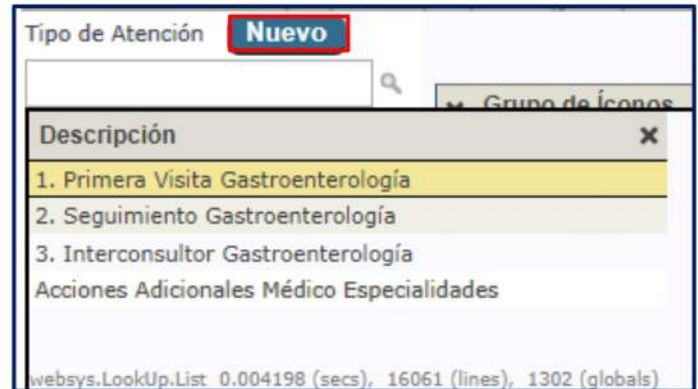 Tipo de Atención Nuevo
Grupo de Íconos
Descripción
1. Primera Visita Gastroenterología
2. Seguimiento Gastroenterología
3. Interconsultor Gastroenterología
Acciones Adicionales Médico Especialidades
websys.LookUp.List 0.004198 (secs), 16061 (lines), 1302 (globals)